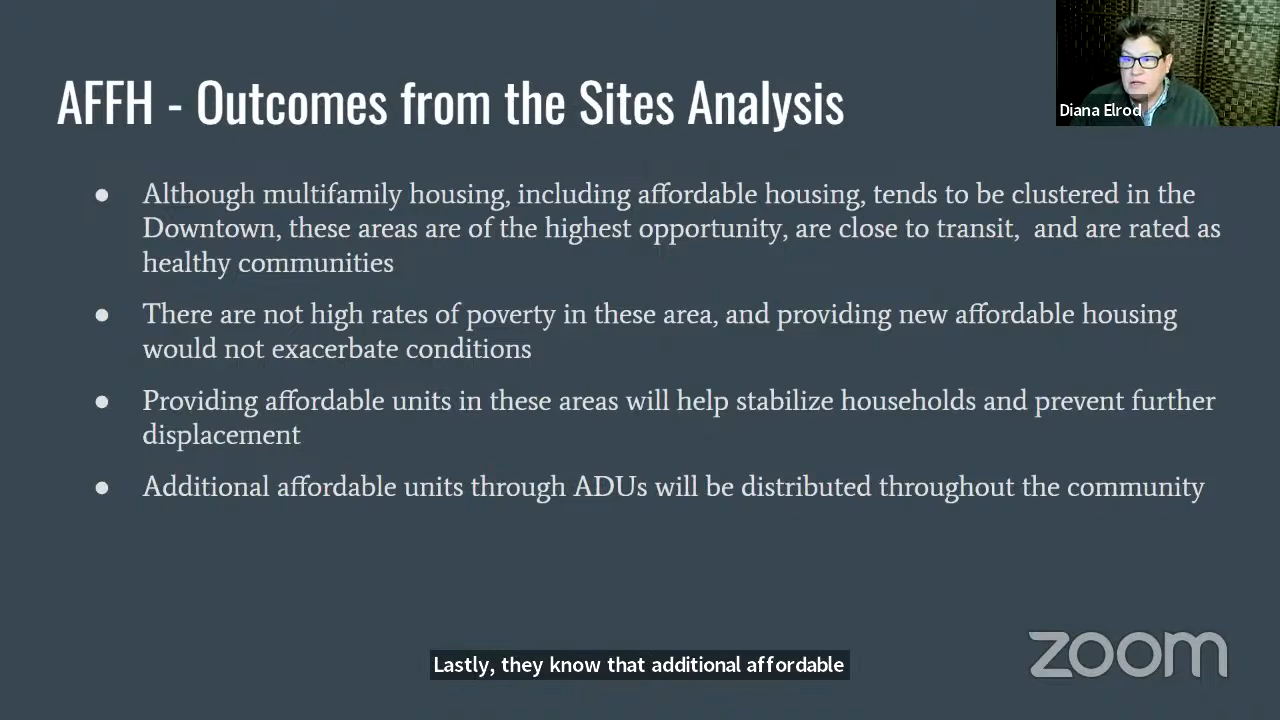 AFFH - Outcomes from the Sites Analysis
Diana Elrod
● Although multifamily housing, including affordable housing, tends to be clustered in the
Downtown, these areas are of the highest opportunity, are close to transit, and are rated as
healthy communities
● There are not high rates of poverty in these area, and providing new affordable housing
would not exacerbate conditions
● Providing affordable units in these areas will help stabilize households and prevent further
displacement
● Additional affordable units through ADUs will be distributed throughout the community
Lastly, they know that additional affordable
zoom